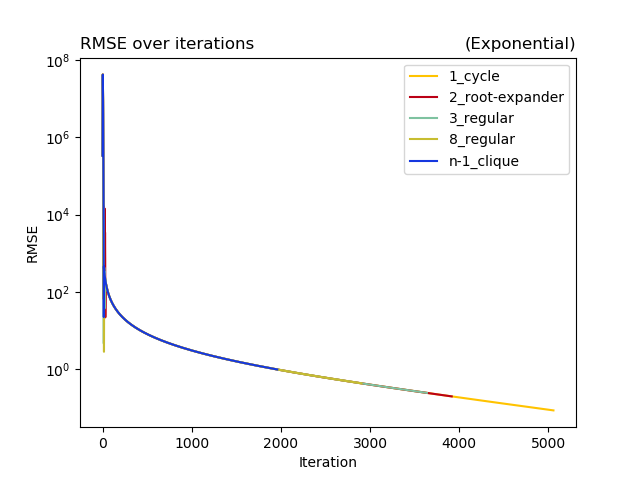 RMSE over iterations (Exponential)
10^8
10^6
10^4
10^2
10^0
RMSE
1_cycle
2_root-expander
3_regular
8_regular
n-1_clique
0 1000 2000 3000 4000 5000
Iteration